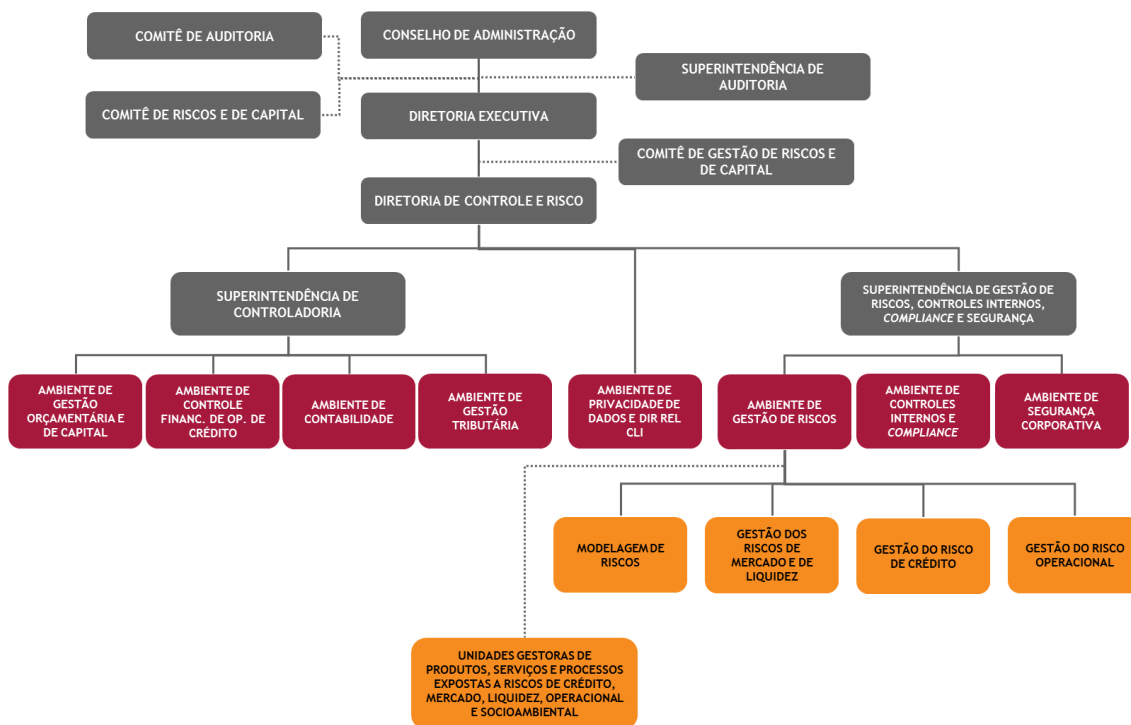 COMITÊ DE AUDITORIA
CONSELHO DE ADMINISTRAÇÃO
SUPERINTENDÊNCIA DE
AUDITORIA
COMITÊ DE RISCOS E DE CAPITAL
DIRETORIA EXECUTIVA
COMITÊ DE GESTÃO DE RISCOS E
DE CAPITAL
DIRETORIA DE CONTROLE E RISCO
SUPERINTENDÊNCIA DE
CONTROLADORIA
SUPERINTENDÊNCIA DE GESTÃO DE
RISCOS, CONTROLES INTERNOS,
COMPLIANCE E SEGURANÇA
AMBIENTE DE
GESTÃO
ORÇAMENTÁRIA E
DE CAPITAL
AMBIENTE DE
CONTROLE
FINANC. DE OP. DE
CRÉDITO
AMBIENTE DE
CONTABILIDADE
AMBIENTE DE
GESTÃO
TRIBUTÁRIA
AMBIENTE DE
PRIVACIDADE DE
DADOS E DIR REL
CLI
AMBIENTE DE
GESTÃO DE RISCOS
AMBIENTE DE
CONTROLES
INTERNOS E
COMPLIANCE
AMBIENTE DE
SEGURANÇA
CORPORATIVA
MODELAGEM DE
RISCOS
GESTÃO DOS
RISCOS DE
MERCADO E DE
LIQUIDEZ
GESTÃO DO RISCO
DE CRÉDITO
GESTÃO DO RISCO
OPERACIONAL
UNIDADES GESTORAS DE
PRODUTOS, SERVIÇOS E PROCESSOS
EXPOSTAS A RISCOS DE CRÉDITO,
MERCADO, LIQUIDEZ, OPERACIONAL
E SOCIOAMBIENTAL